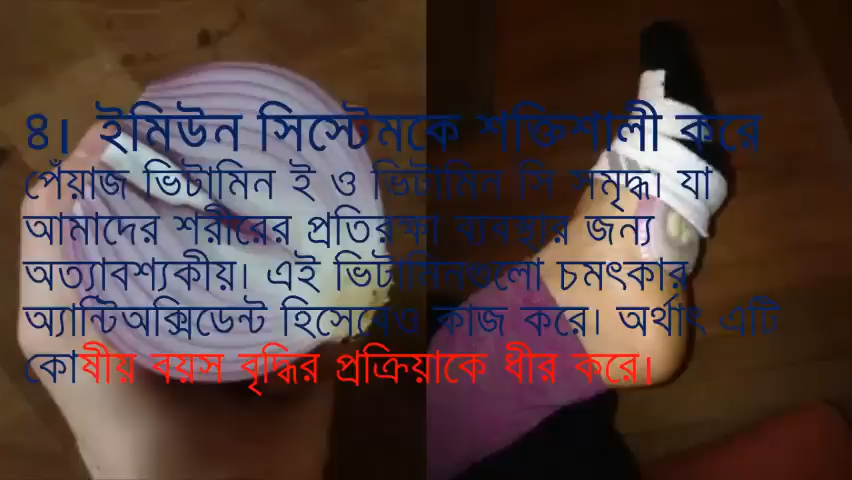 ৪। ইমিউন সিস্টেমকে শক্তিশালী করে
পেঁয়াজ ভিটামিন ই ও ভিটামিন সি সমৃদ্ধ। যা
আমাদের শরীরের প্রতিরক্ষা ব্যবস্থার জন্য
অত্যাবশ্যকীয়। এই ভিটামিনগুলো চমৎকার
অ্যান্টিঅক্সিডেন্ট হিসেবেও কাজ করে। অর্থাৎ এটি
কোষীয় বয়স বৃদ্ধির প্রক্রিয়াকে ধীর করে।